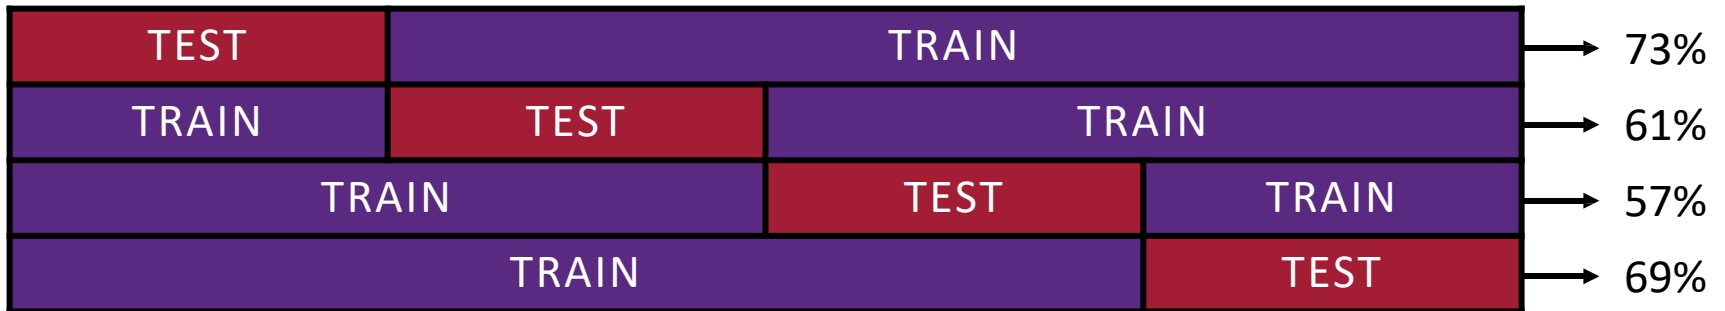 TEST TRAIN 73%
TRAIN TEST TRAIN 61%
TRAIN TEST TRAIN 57%
TRAIN TEST 69%